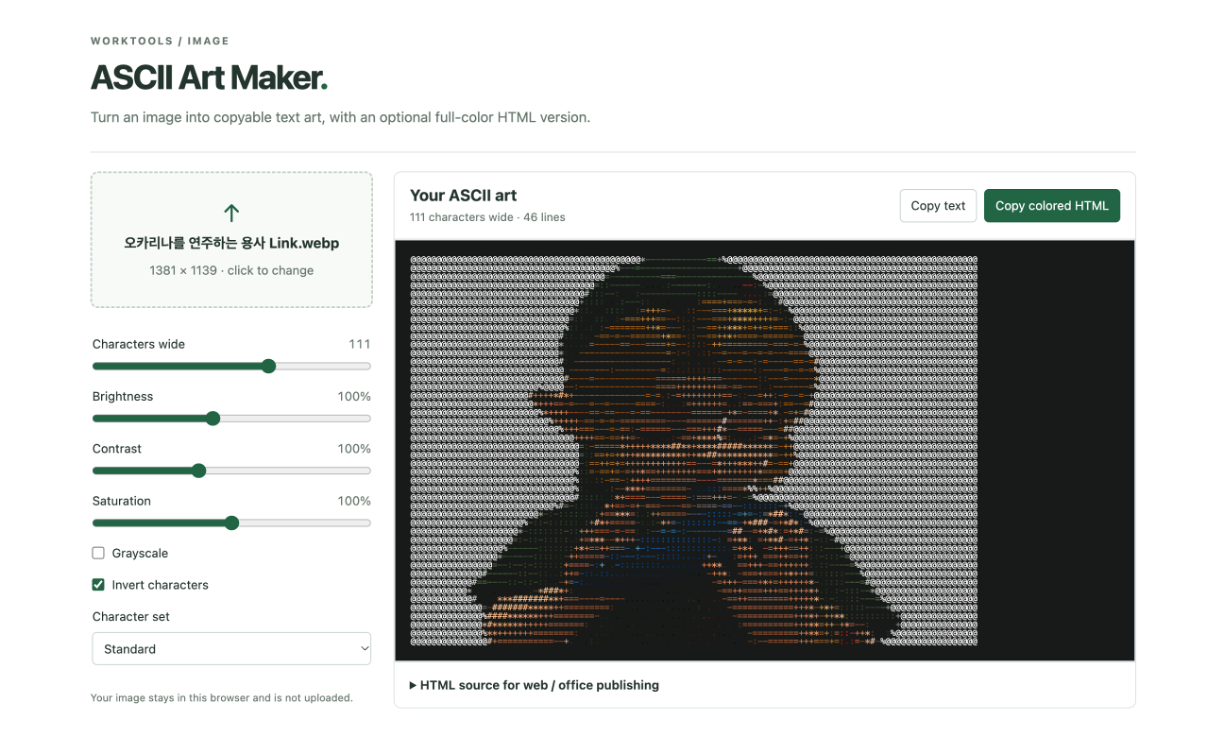 WORKTOOLS / IMAGE
ASCII Art Maker.
Turn an image into copyable text art, with an optional full-color HTML version.
↑
오카리나를 연주하는 용사 Link.webp
1381 × 1139 · click to change
Characters wide 111
Brightness 100%
Contrast 100%
Saturation 100%
Grayscale
Invert characters
Character set
Standard
Your image stays in this browser and is not uploaded.
Your ASCII art
111 characters wide · 46 lines
Copy text
Copy colored HTML
▶ HTML source for web / office publishing